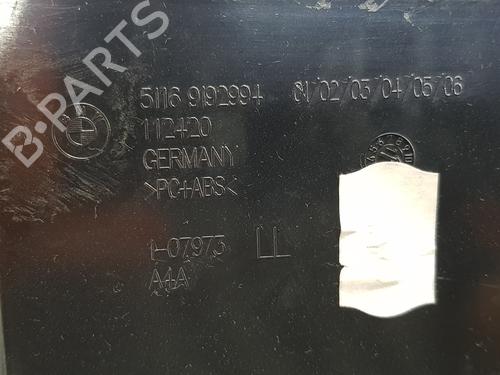 B-PARTS
5116 9192994 01/02/03/04/05/06
112420
GERMANY
>PC+ABS<
1-07973 LL
A4A